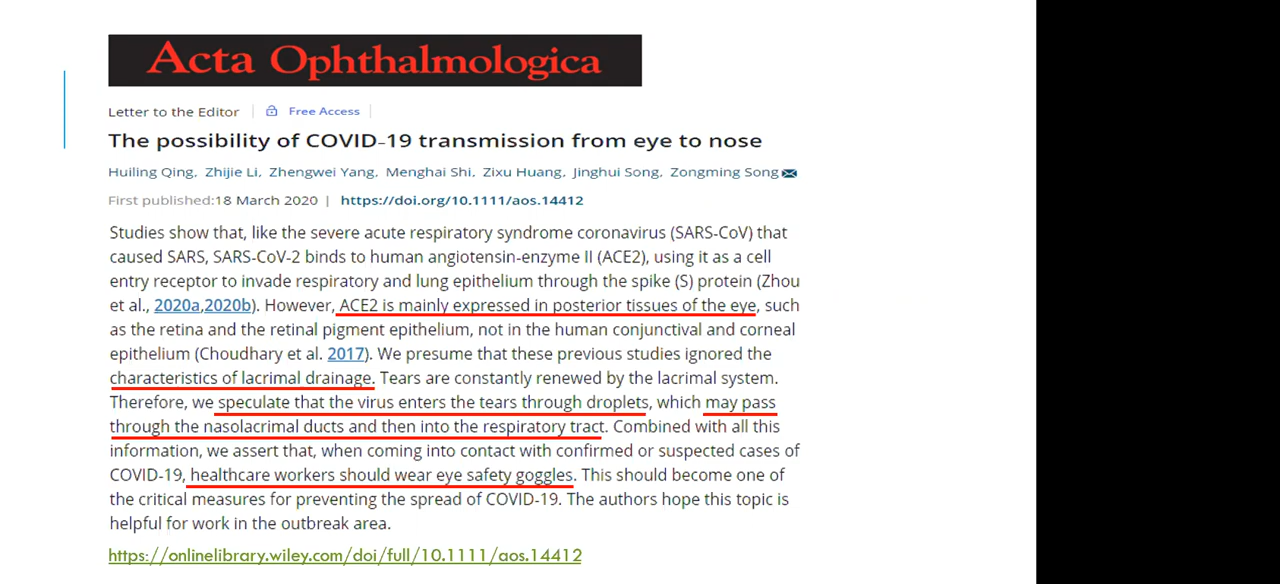 Acta Ophthalmologica
Letter to the Editor | Free Access |
The possibility of COVID-19 transmission from eye to nose
Huiling Qing, Zhijie Li, Zhengwei Yang, Menghai Shi, Zixu Huang, Jinghui Song, Zongming Song
First published:18 March 2020 | https://doi.org/10.1111/aos.14412
Studies show that, like the severe acute respiratory syndrome coronavirus (SARS-CoV) that
caused SARS, SARS-CoV-2 binds to human angiotensin-enzyme II (ACE2), using it as a cell
entry receptor to invade respiratory and lung epithelium through the spike (S) protein (Zhou
et al., 2020a,2020b). However, ACE2 is mainly expressed in posterior tissues of the eye, such
as the retina and the retinal pigment epithelium, not in the human conjunctival and corneal
epithelium (Choudhary et al. 2017). We presume that these previous studies ignored the
characteristics of lacrimal drainage. Tears are constantly renewed by the lacrimal system.
Therefore, we speculate that the virus enters the tears through droplets, which may pass
through the nasolacrimal ducts and then into the respiratory tract. Combined with all this
information, we assert that, when coming into contact with confirmed or suspected cases of
COVID-19, healthcare workers should wear eye safety goggles. This should become one of
the critical measures for preventing the spread of COVID-19. The authors hope this topic is
helpful for work in the outbreak area.
https://onlinelibrary.wiley.com/doi/full/10.1111/aos.14412